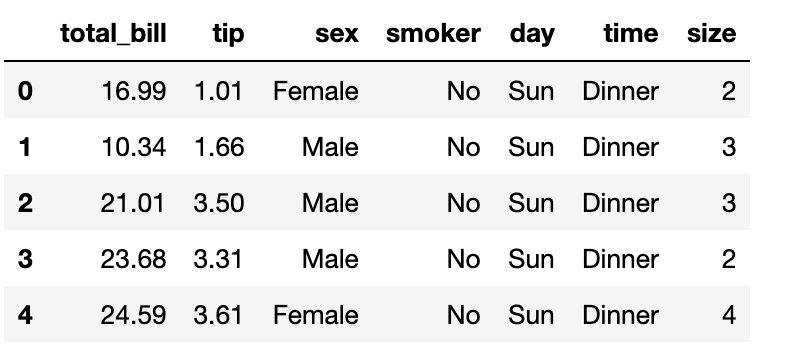 total_bill tip sex smoker day time size
0 16.99 1.01 Female No Sun Dinner 2
1 10.34 1.66 Male No Sun Dinner 3
2 21.01 3.50 Male No Sun Dinner 3
3 23.68 3.31 Male No Sun Dinner 2
4 24.59 3.61 Female No Sun Dinner 4